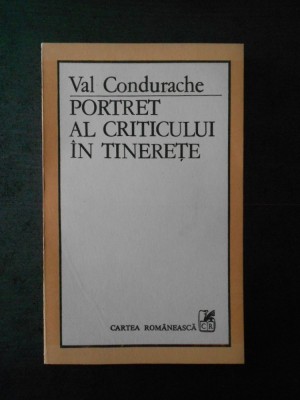 Val Condurache
PORTRET
AL CRITICULUI
ÎN TINEREȚE
CR
CARTEA ROMÂNEASCĂ